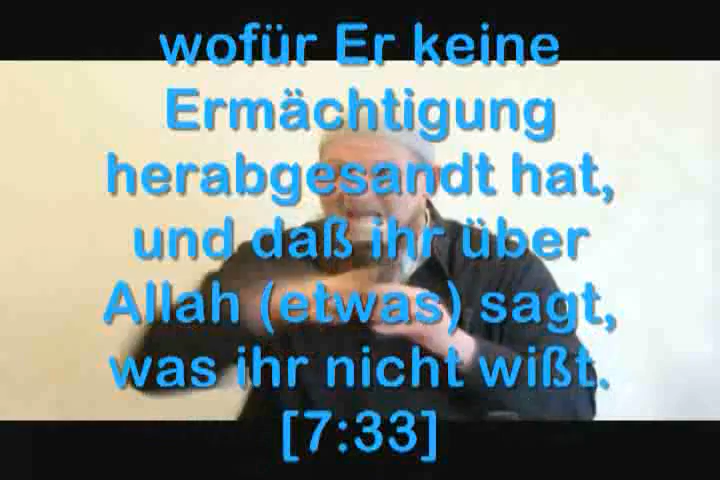 wofür Er keine
Ermächtigung
herabgesandt hat,
und daß ihr über
Allah (etwas) sagt,
was ihr nicht wißt.
[7:33]